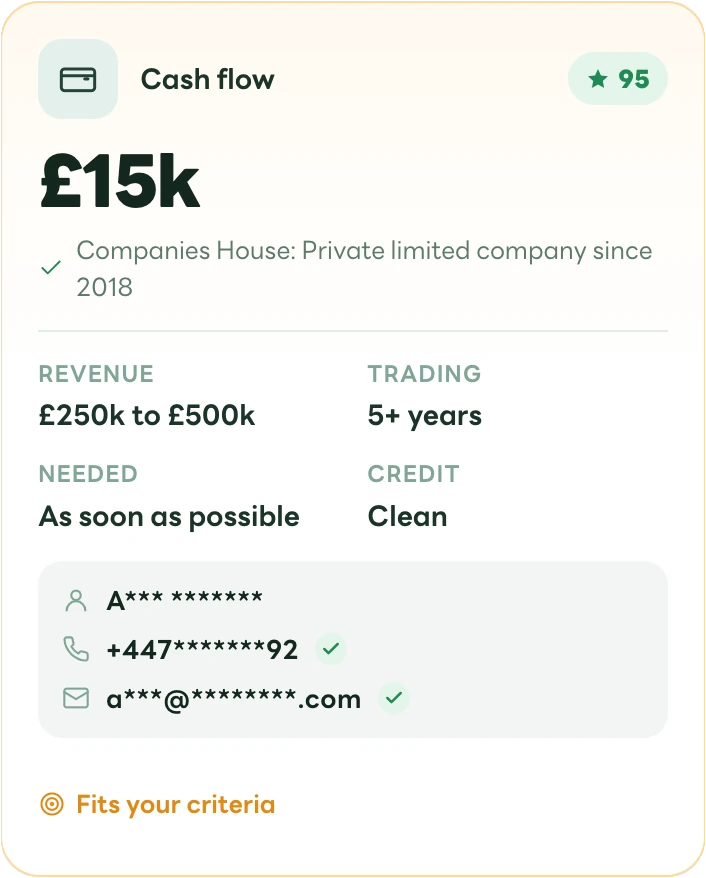 Cash flow
95
£15k
Companies House: Private limited company since
2018
REVENUE
TRADING
£250k to £500k
5+ years
NEEDED
CREDIT
As soon as possible
Clean
A*** *******
+447*******92
a***@********.com
Fits your criteria